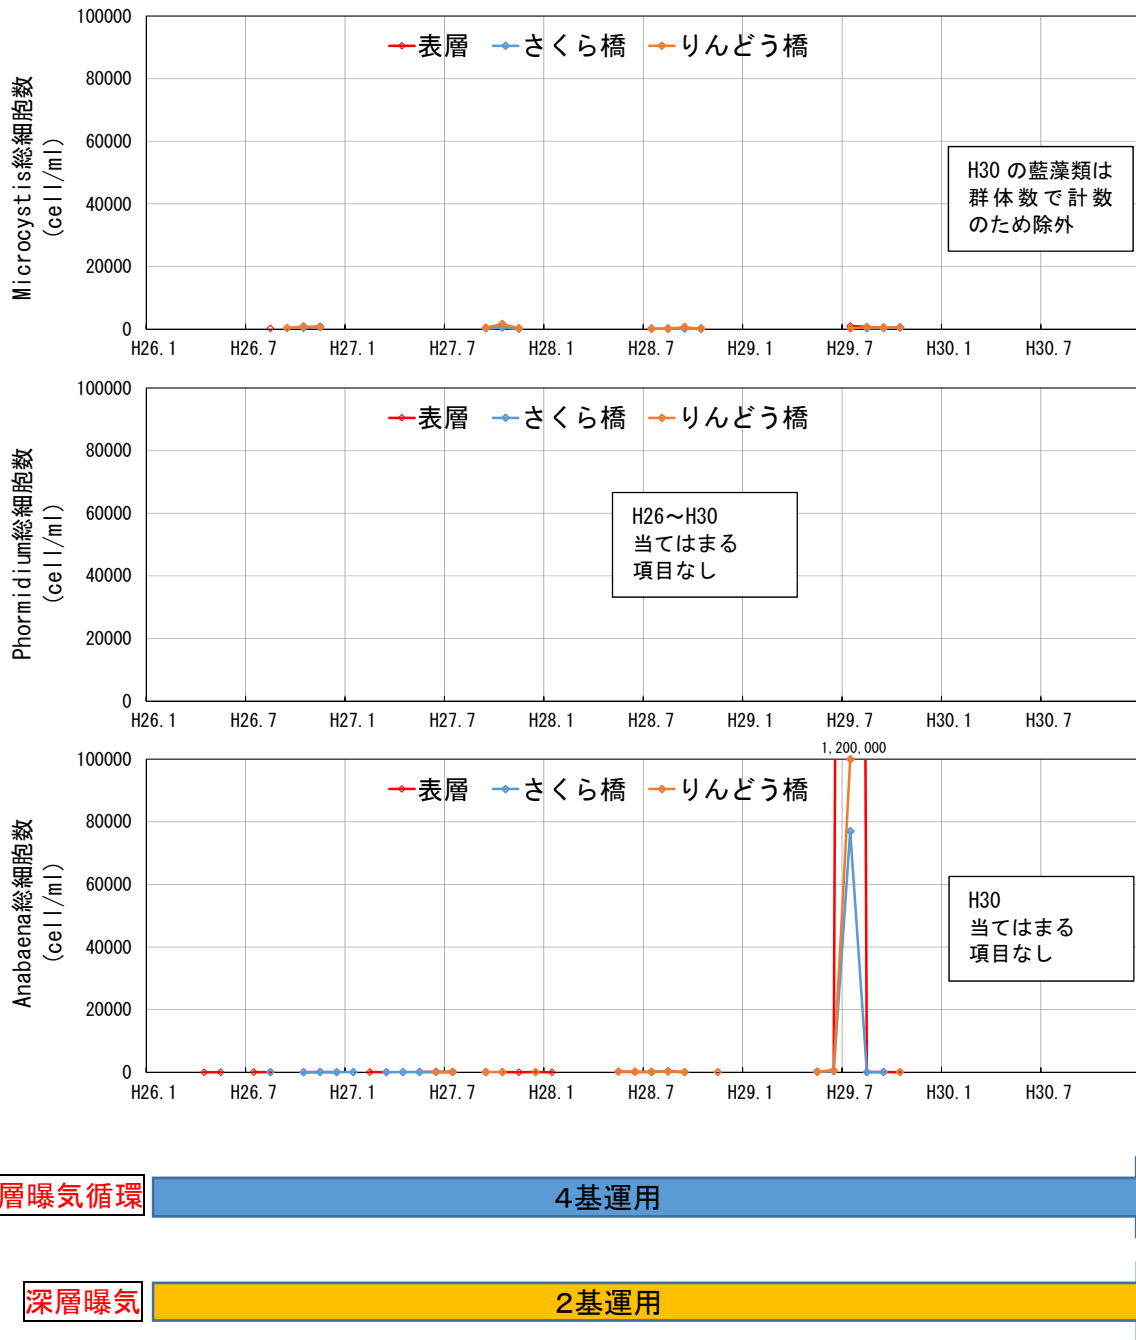 Microcystis総細胞数
(cell/ml)
100000
80000
60000
40000
20000
0
表層 さくら橋 りんどう橋
H30 の藍藻類は
群体数で計数
のため除外
H26.1 H26.7 H27.1 H27.7 H28.1 H28.7 H29.1 H29.7 H30.1 H30.7
Phormidium総細胞数
(cell/ml)
100000
80000
60000
40000
20000
0
表層 さくら橋 りんどう橋
H26～H30
当てはまる
項目なし
H26.1 H26.7 H27.1 H27.7 H28.1 H28.7 H29.1 H29.7 H30.1 H30.7
Anabaena総細胞数
(cell/ml)
100000
80000
60000
40000
20000
0
1,200,000
表層 さくら橋 りんどう橋
H30
当てはまる
項目なし
H26.1 H26.7 H27.1 H27.7 H28.1 H28.7 H29.1 H29.7 H30.1 H30.7
層曝気循環 4基運用
深層曝気 2基運用